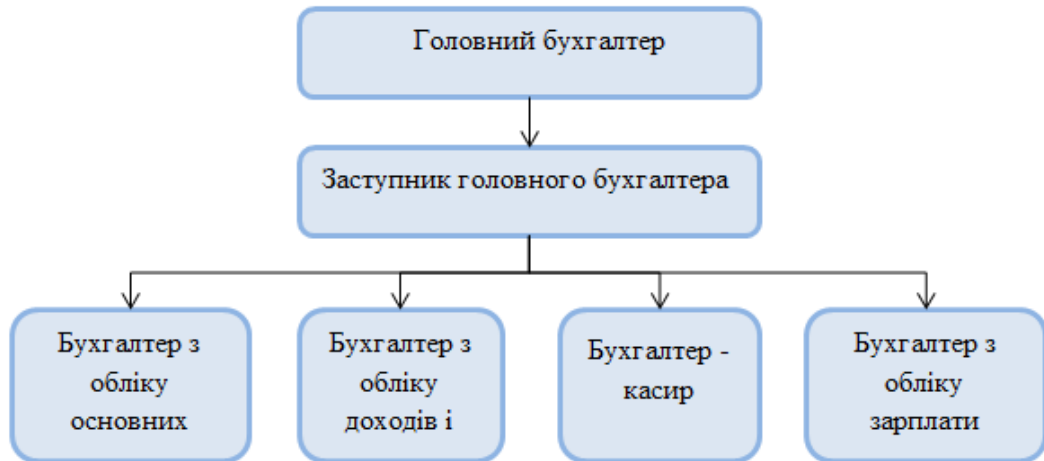 Головний бухгалтер
Заступник головного бухгалтера
Бухгалтер з
обліку
основних
Бухгалтер з
обліку
доходів і
Бухгалтер -
касир
Бухгалтер з
обліку
зарплати